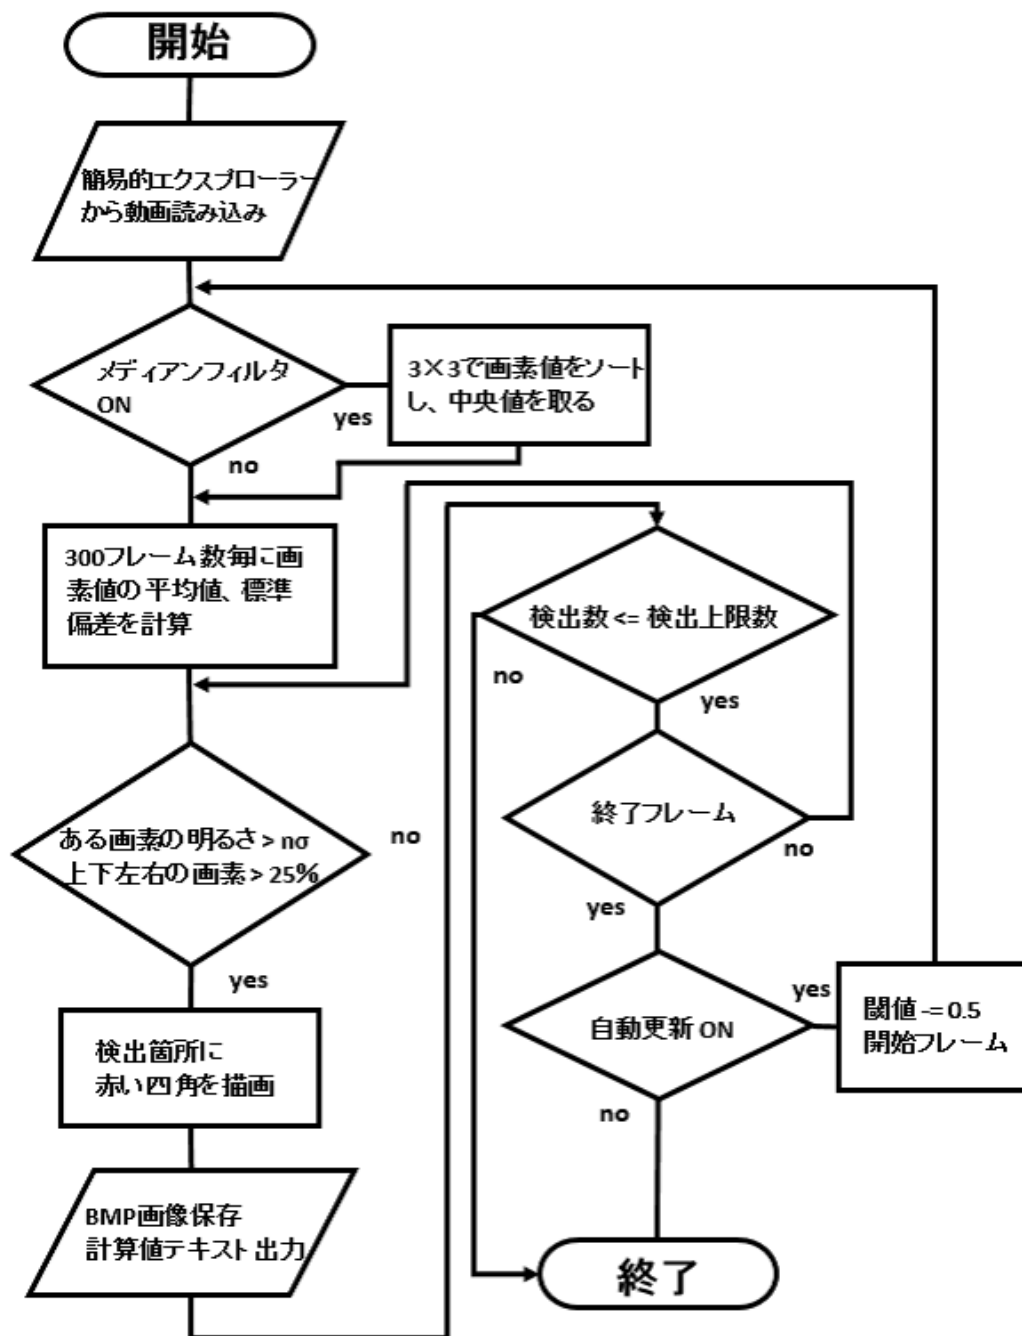 開始
簡易的エクスプローラー
から動画読み込み
メディアンフィルタ
ON
yes
no
3×3で画素値をソート
し、中央値を取る
300フレーム数毎に画
素値の平均値、標準
偏差を計算
ある画素の明るさ > nσ
上下左右の画素 > 25%
no
yes
検出箇所に
赤い四角を描画
BMP画像保存
計算値テキスト出力
検出数 <= 検出上限数
no
yes
終了フレーム
no
yes
自動更新 ON
yes
no
閾値 -= 0.5
開始フレーム
終了